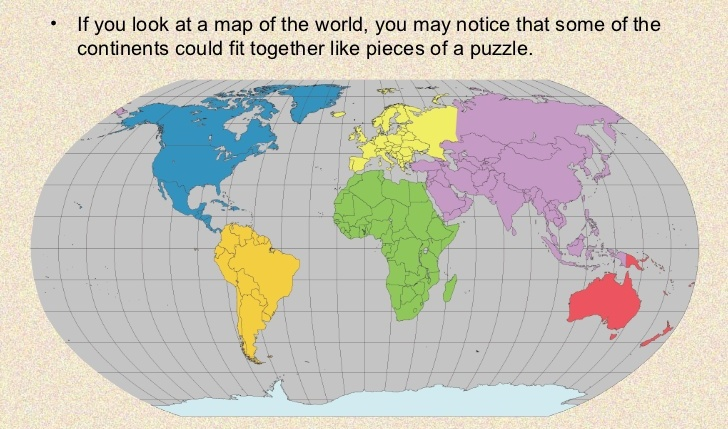 • If you look at a map of the world, you may notice that some of the
continents could fit together like pieces of a puzzle.